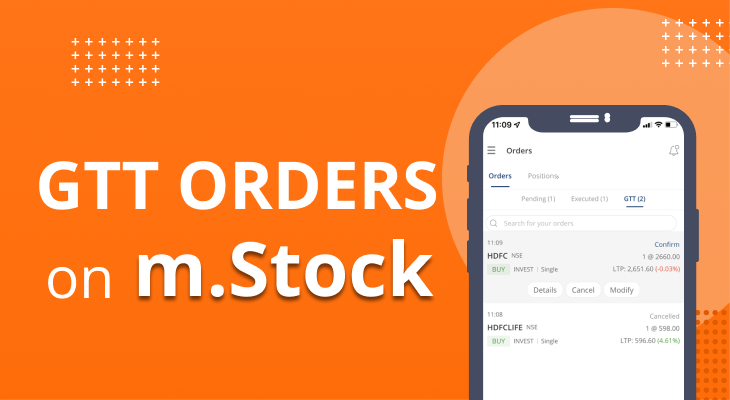 GTT ORDERS
on m.Stock
11:09
Orders
Orders Positions
Pending (1) Executed (1) GTT (2)
Search for your orders
11:09 Confirm
HDFC NSE 1 @ 2660.00
BUY INVEST | Single LTP: 2,651.60 (-0.03%)
Details Cancel Modify
11:08 Cancelled
HDFCLIFE NSE 1 @ 598.00
BUY INVEST | Single LTP: 596.60 (4.61%)